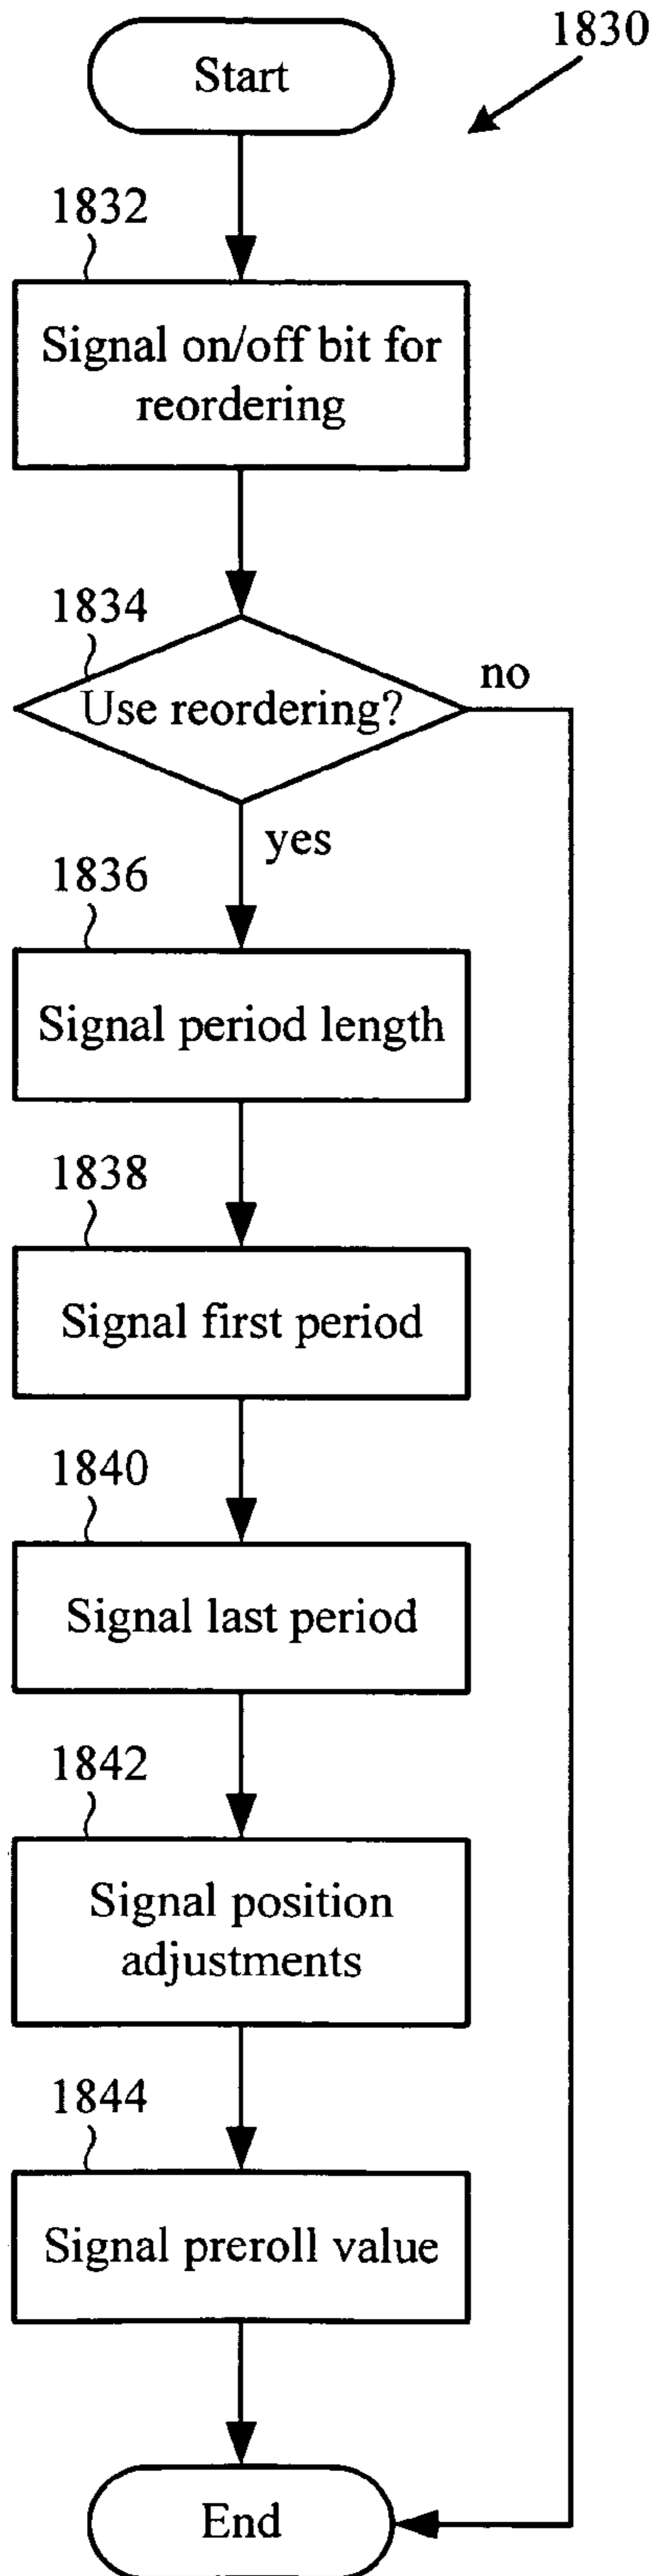 1830
Start
1832
Signal on/off bit for
reordering
1834
Use reordering?
no
yes
1836
Signal period length
1838
Signal first period
1840
Signal last period
1842
Signal position
adjustments
1844
Signal preroll value
End